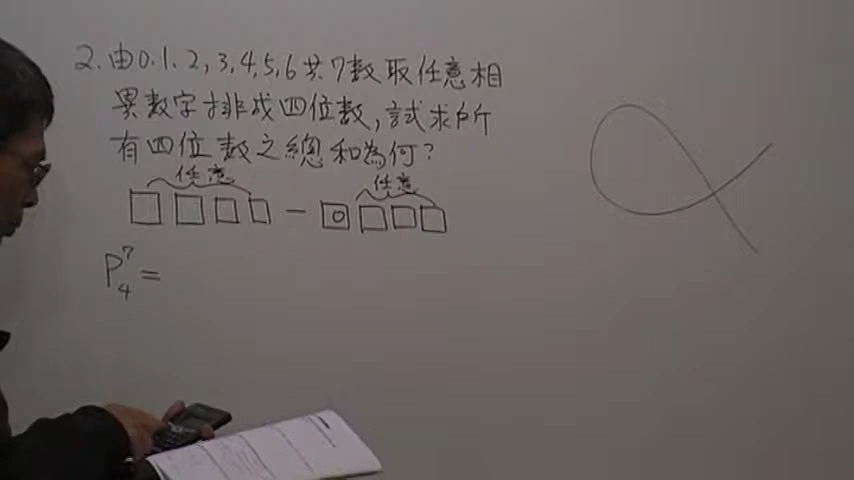 2. 由0.1.2,3,4,5,6共7數取任意相
異數字排成四位數,試求所
有四位數之總和為何?
任意 任意
□□□□－0□□□
P⁷₄=